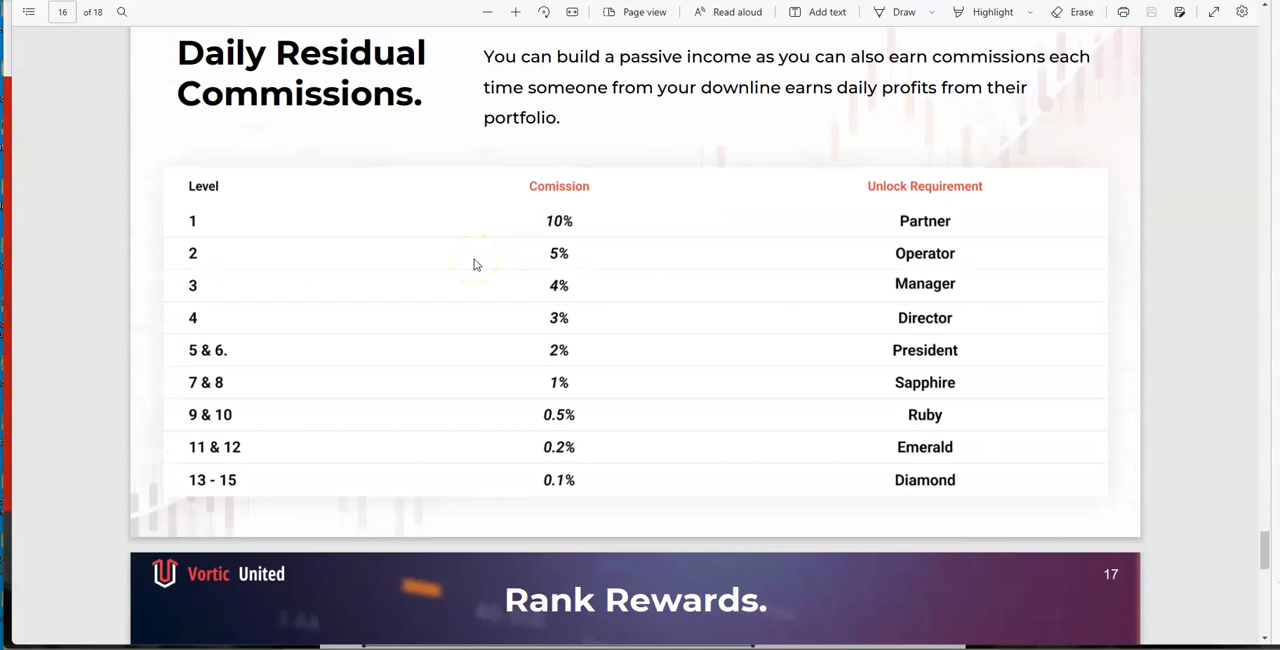 16 of 18 Page view Read aloud Add text Draw Highlight Erase
Daily Residual
Commissions.
You can build a passive income as you can also earn commissions each
time someone from your downline earns daily profits from their
portfolio.
Level Comission Unlock Requirement
1 10% Partner
2 5% Operator
3 4% Manager
4 3% Director
5 & 6. 2% President
7 & 8 1% Sapphire
9 & 10 0.5% Ruby
11 & 12 0.2% Emerald
13 - 15 0.1% Diamond
Vortic United 17
Rank Rewards.